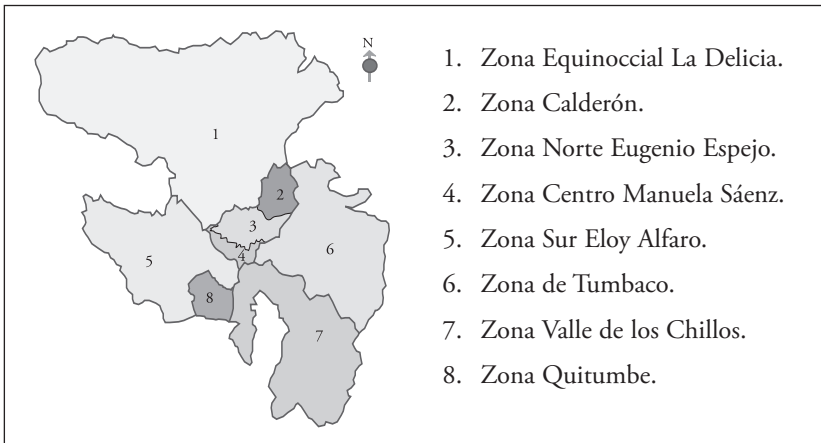 N
1
2
3
4
5
6
7
8
1. Zona Equinoccial La Delicia.
2. Zona Calderón.
3. Zona Norte Eugenio Espejo.
4. Zona Centro Manuela Sáenz.
5. Zona Sur Eloy Alfaro.
6. Zona de Tumbaco.
7. Zona Valle de los Chillos.
8. Zona Quitumbe.